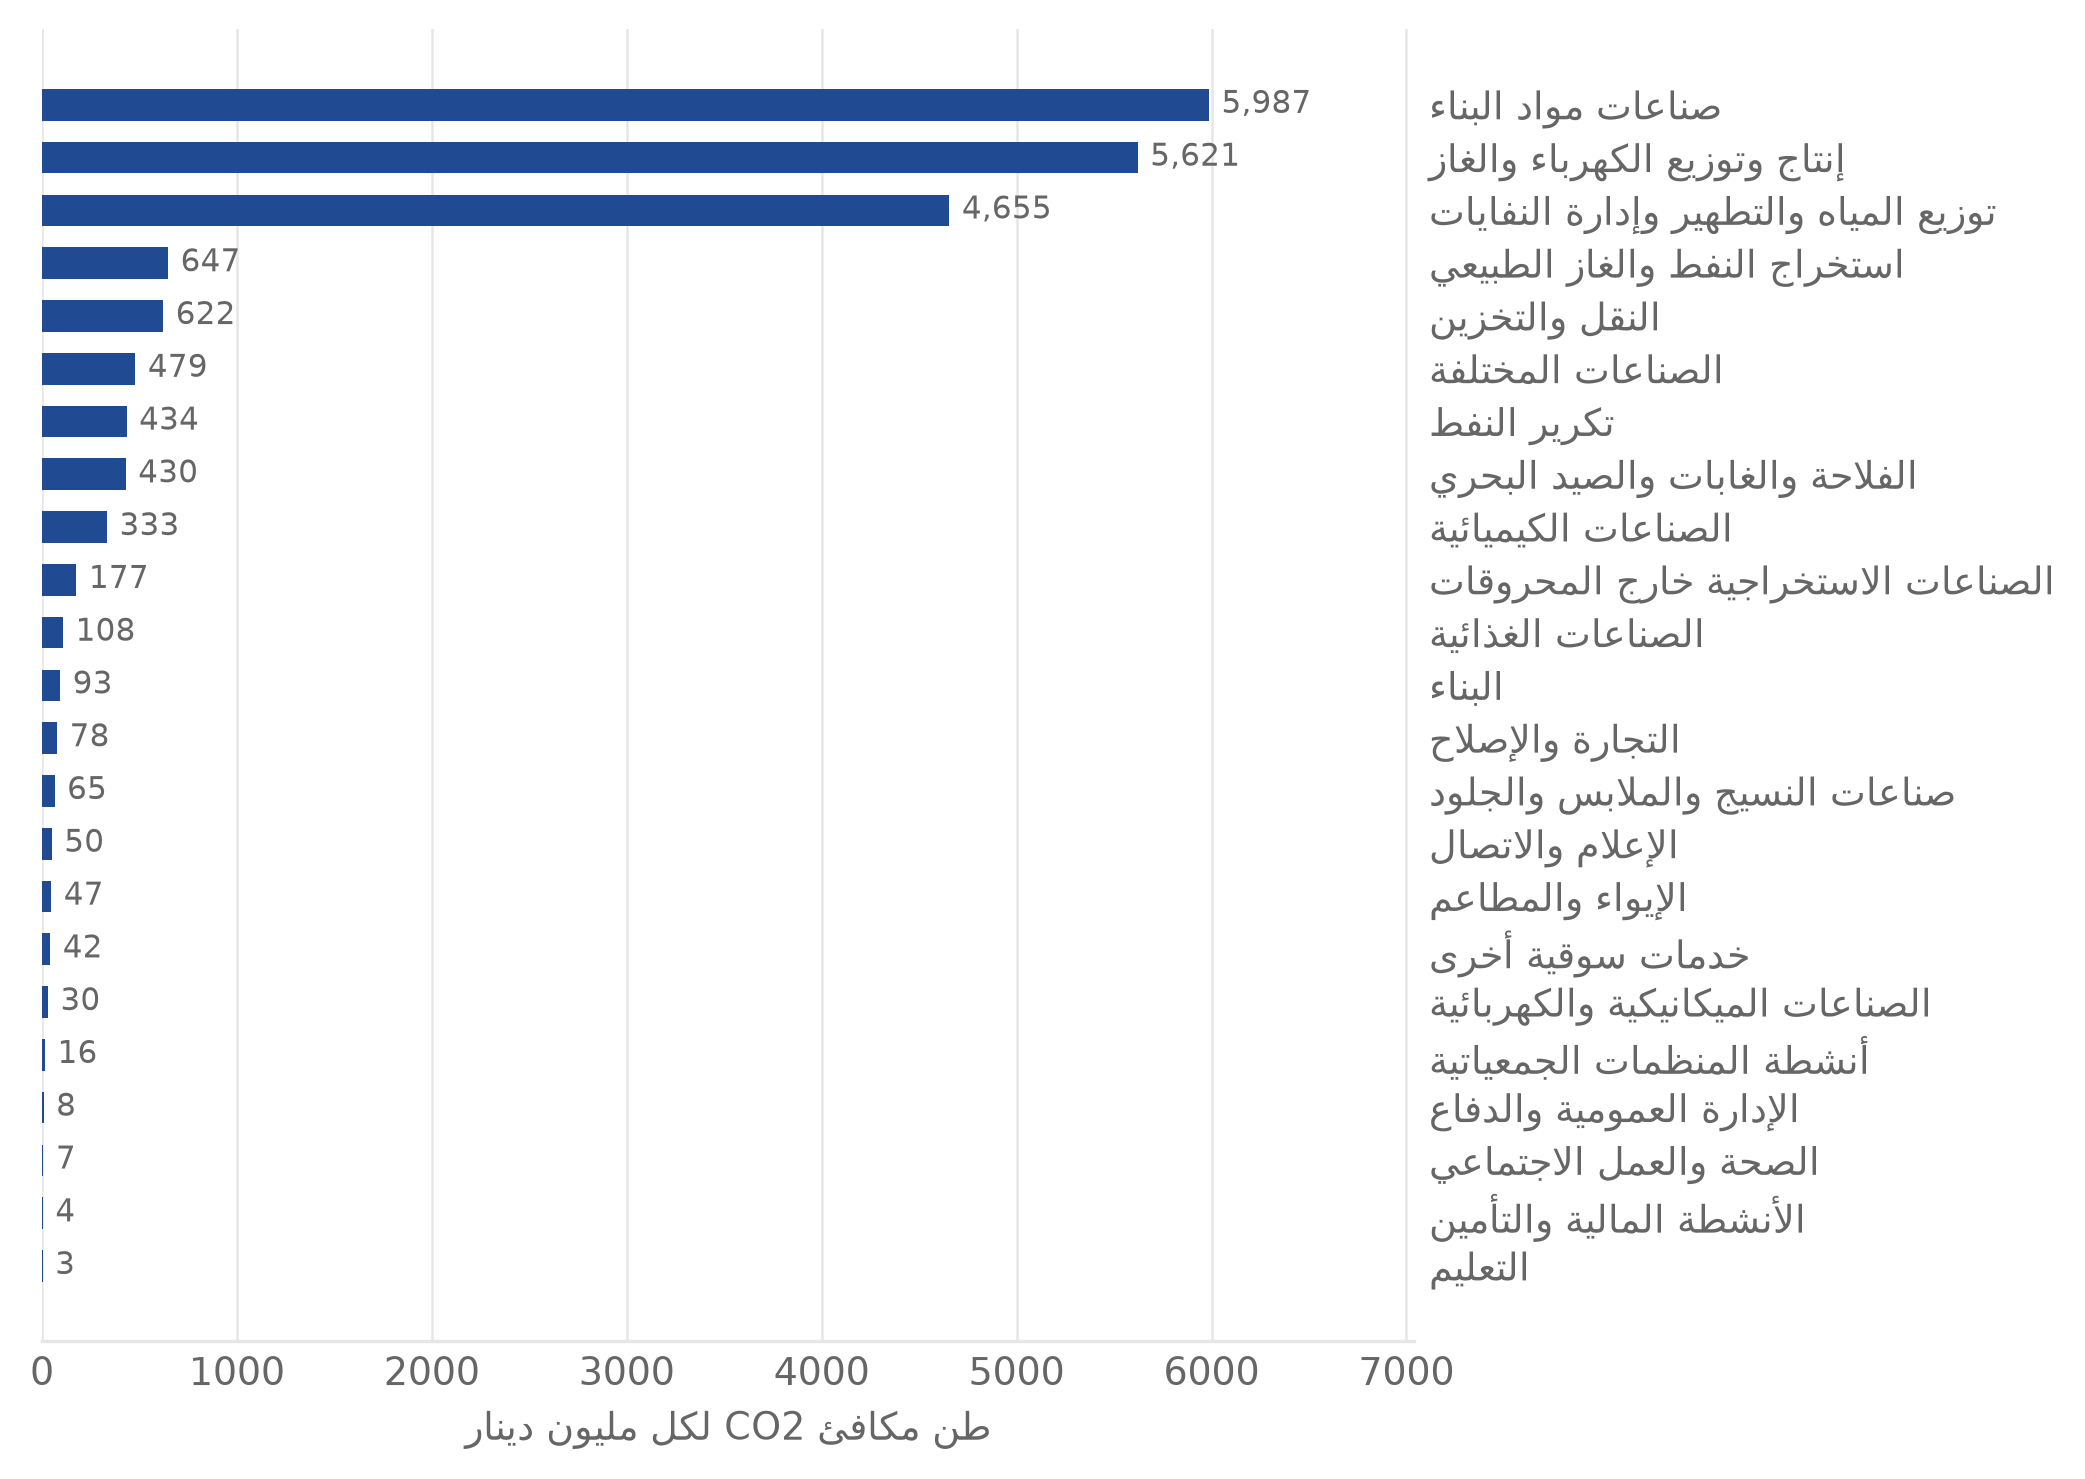 صناعات مواد البناء 5,987
إنتاج وتوزيع الكهرباء والغاز 5,621
توزيع المياه والتطهير وإدارة النفايات 4,655
استخراج النفط والغاز الطبيعي 647
النقل والتخزين 622
الصناعات المختلفة 479
تكرير النفط 434
الفلاحة والغابات والصيد البحري 430
الصناعات الكيميائية 333
الصناعات الاستخراجية خارج المحروقات 177
الصناعات الغذائية 108
البناء 93
التجارة والإصلاح 78
صناعات النسيج والملابس والجلود 65
الإعلام والاتصال 50
الإيواء والمطاعم 47
خدمات سوقية أخرى 42
الصناعات الميكانيكية والكهربائية 30
أنشطة المنظمات الجمعياتية 16
الإدارة العمومية والدفاع 8
الصحة والعمل الاجتماعي 7
الأنشطة المالية والتأمين 4
التعليم 3
0 1000 2000 3000 4000 5000 6000 7000
طن مكافئ CO2 لكل مليون دينار